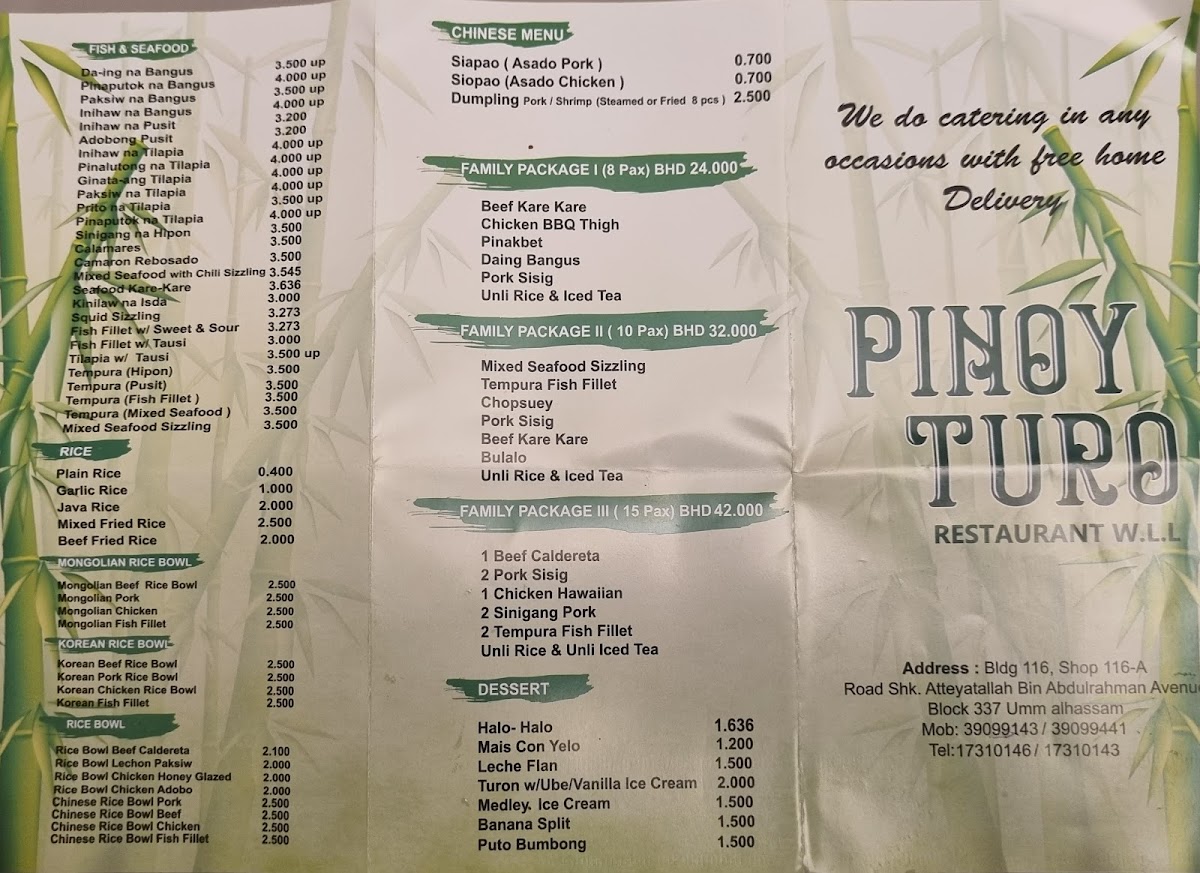 FISH & SEAFOOD
Da-ing na Bangus 3.500 up
Pinaputok na Bangus 4.000 up
Paksiw na Bangus 3.500 up
Inihaw na Bangus 4.000 up
Inihaw na Pusit 3.200
Adobong Pusit 3.200
Inihaw na Tilapia 4.000 up
Pinalutong na Tilapia 4.000 up
Ginata-ang Tilapia 4.000 up
Paksiw na Tilapia 4.000 up
Prito na Tilapia 3.500 up
Pinaputok na Tilapia 4.000 up
Sinigang na Hipon 3.500
Calamares 3.500
Camaron Rebosado 3.500
Mixed Seafood with Chili Sizzling 3.545
Seafood Kare-Kare 3.636
Kinilaw na Isda 3.000
Squid Sizzling 3.273
Fish Fillet w/ Sweet & Sour 3.273
Fish Fillet w/ Tausi 3.000
Tilapia w/ Tausi 3.500 up
Tempura (Hipon) 3.500
Tempura (Pusit) 3.500
Tempura (Fish Fillet ) 3.500
Tempura (Mixed Seafood ) 3.500
Mixed Seafood Sizzling 3.500
RICE
Plain Rice 0.400
Garlic Rice 1.000
Java Rice 2.000
Mixed Fried Rice 2.500
Beef Fried Rice 2.000
MONGOLIAN RICE BOWL
Mongolian Beef Rice Bowl 2.500
Mongolian Pork 2.500
Mongolian Chicken 2.500
Mongolian Fish Fillet 2.500
KOREAN RICE BOWL
Korean Beef Rice Bowl 2.500
Korean Pork Rice Bowl 2.500
Korean Chicken Rice Bowl 2.500
Korean Fish Fillet 2.500
RICE BOWL
Rice Bowl Beef Caldereta 2.100
Rice Bowl Lechon Paksiw 2.000
Rice Bowl Chicken Honey Glazed 2.000
Rice Bowl Chicken Adobo 2.000
Chinese Rice Bowl Pork 2.500
Chinese Rice Bowl Beef 2.500
Chinese Rice Bowl Chicken 2.500
Chinese Rice Bowl Fish Fillet 2.500
CHINESE MENU
Siapao ( Asado Pork ) 0.700
Siopao (Asado Chicken ) 0.700
Dumpling Pork / Shrimp (Steamed or Fried 8 pcs ) 2.500
FAMILY PACKAGE I (8 Pax) BHD 24.000
Beef Kare Kare
Chicken BBQ Thigh
Pinakbet
Daing Bangus
Pork Sisig
Unli Rice & Iced Tea
FAMILY PACKAGE II ( 10 Pax) BHD 32.000
Mixed Seafood Sizzling
Tempura Fish Fillet
Chopsuey
Pork Sisig
Beef Kare Kare
Bulalo
Unli Rice & Iced Tea
FAMILY PACKAGE III ( 15 Pax) BHD 42.000
1 Beef Caldereta
2 Pork Sisig
1 Chicken Hawaiian
2 Sinigang Pork
2 Tempura Fish Fillet
Unli Rice & Unli Iced Tea
DESSERT
Halo- Halo 1.636
Mais Con Yelo 1.200
Leche Flan 1.500
Turon w/Ube/Vanilla Ice Cream 2.000
Medley. Ice Cream 1.500
Banana Split 1.500
Puto Bumbong 1.500
We do catering in any
occasions with free home
Delivery
PINOY
TURO
RESTAURANT W.L.L
Address : Bldg 116, Shop 116-A
Road Shk. Atteyatallah Bin Abdulrahman Avenue
Block 337 Umm alhassam
Mob: 39099143 / 39099441
Tel:17310146 / 17310143